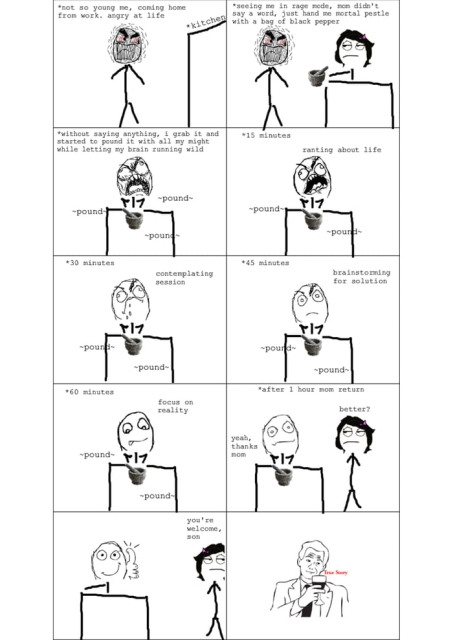 *not so young me, coming home
from work. angry at life
*kitchen
*seeing me in rage mode, mom didn't
say a word, just hand me mortal pestle
with a bag of black pepper
*without saying anything, i grab it and
started to pound it with all my might
while letting my brain running wild
~pound~
~pound~
~pound~
*15 minutes
ranting about life
~pound~
~pound~
*30 minutes
contemplating
session
~pound~
~pound~
*45 minutes
brainstorming
for solution
~pound~
~pound~
*60 minutes
focus on
reality
~pound~
~pound~
*after 1 hour mom return
better?
yeah,
thanks
mom
you're
welcome,
son
True Story